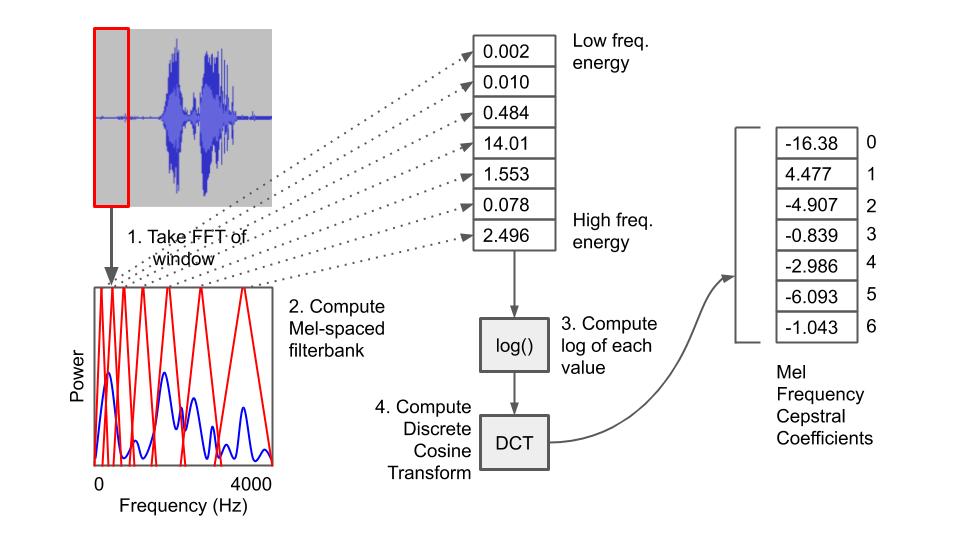 1. Take FFT of
window
Power
0
4000
Frequency (Hz)
2. Compute
Mel-spaced
filterbank
0.002
0.010
0.484
14.01
1.553
0.078
2.496
Low freq.
energy
High freq.
energy
log()
3. Compute
log of each
value
4. Compute
Discrete
Cosine
Transform
DCT
-16.38 0
4.477 1
-4.907 2
-0.839 3
-2.986 4
-6.093 5
-1.043 6
Mel
Frequency
Cepstral
Coefficients